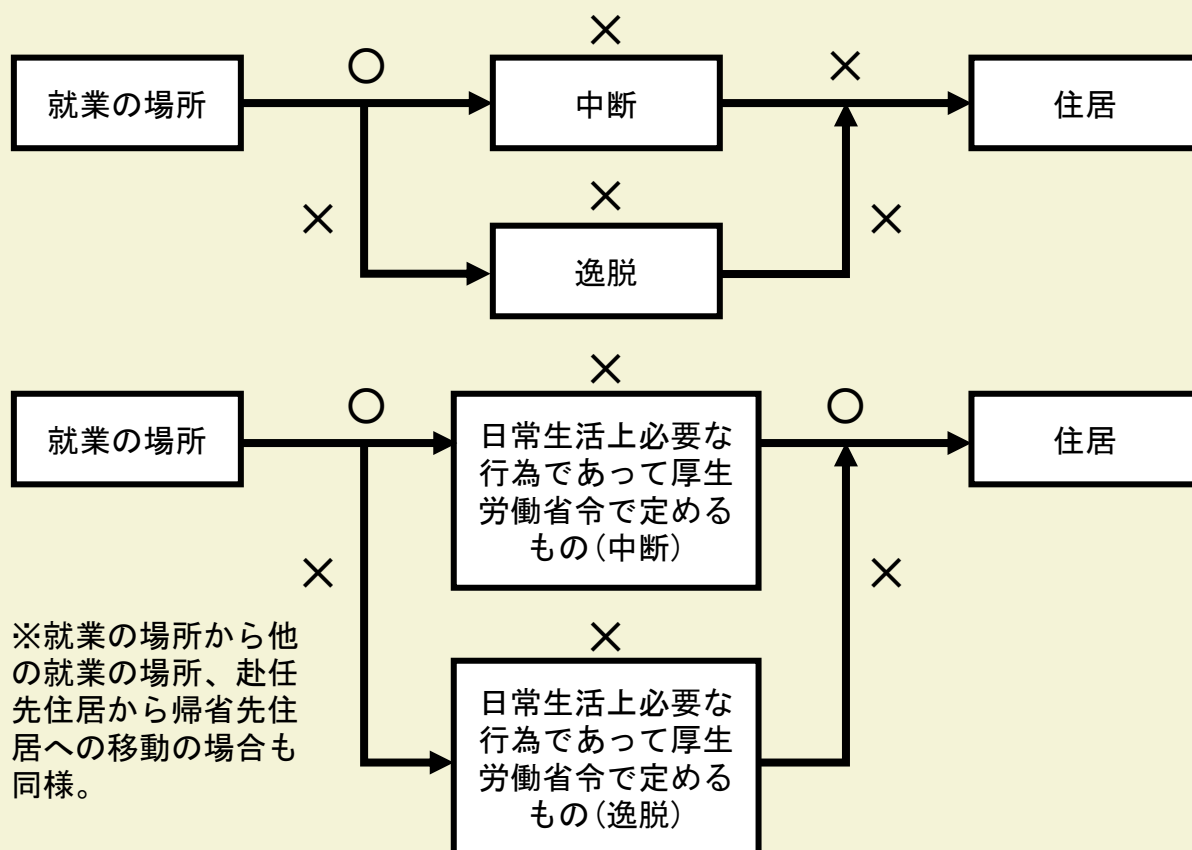 ×
○
×
就業の場所
中断
住居
×
×
×
逸脱
×
○
○
就業の場所
日常生活上必要な
行為であって厚生
労働省令で定める
もの(中断)
住居
×
×
×
※就業の場所から他
の就業の場所、赴任
先住居から帰省先住
居への移動の場合も
同様。
日常生活上必要な
行為であって厚生
労働省令で定める
もの(逸脱)